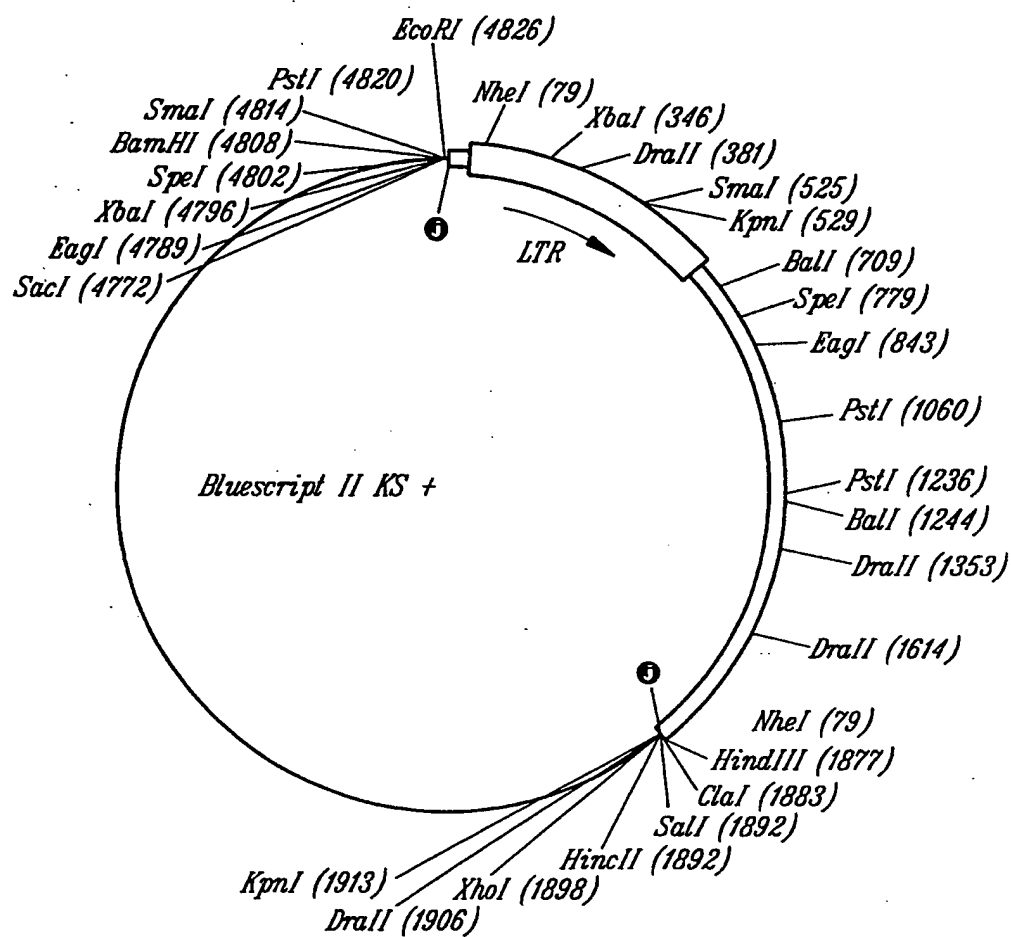 EcoRI (4826)
PstI (4820)
SmaI (4814)
BamHI (4808)
SpeI (4802)
XbaI (4796)
EagI (4789)
SacI (4772)
NheI (79)
XbaI (346)
DraII (381)
SmaI (525)
KpnI (529)
BalI (709)
SpeI (779)
EagI (843)
j
LTR
PstI (1060)
Bluescript II KS +
PstI (1236)
BalI (1244)
DraII (1353)
DraII (1614)
j
NheI (79)
HindIII (1877)
ClaI (1883)
SalI (1892)
HincII (1892)
XhoI (1898)
KpnI (1913)
DraII (1906)